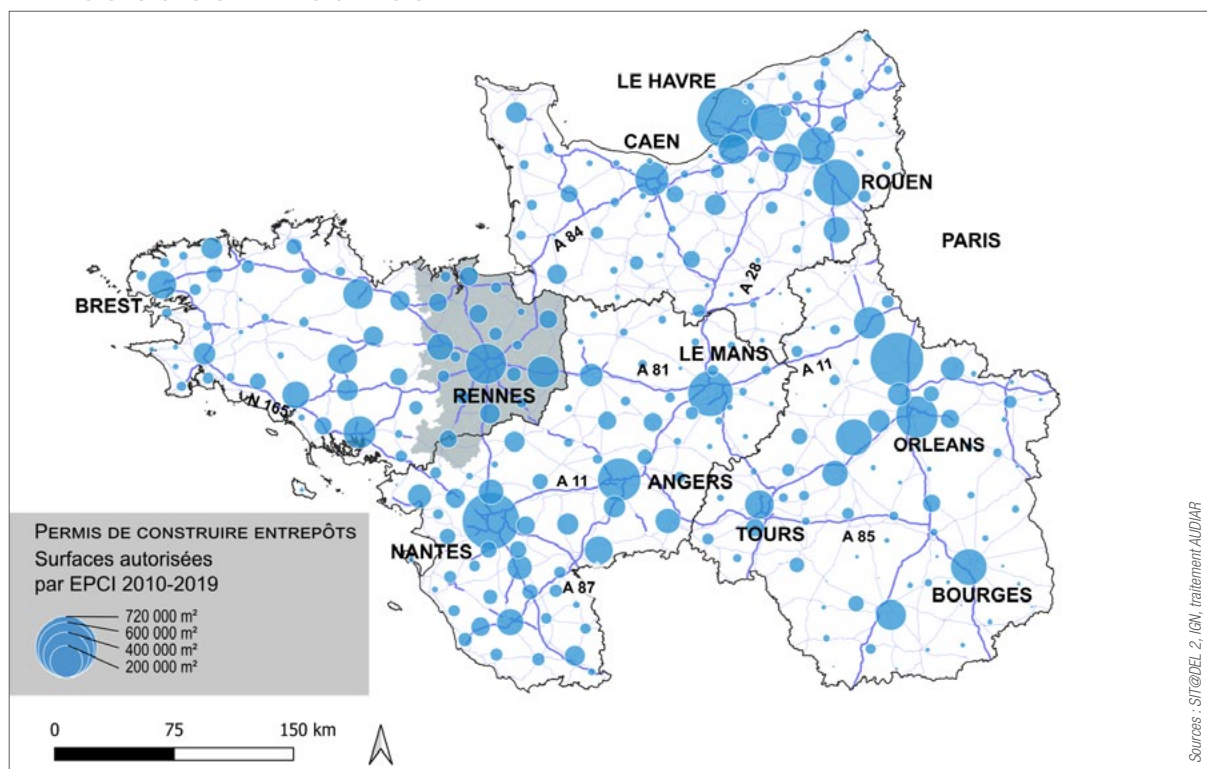 LE HAVRE
CAEN
ROUEN
A 84
PARIS
A 28
BREST
LE MANS
A 81
A 11
RENNES
N 165
ORLEANS
A 11
ANGERS
TOURS
NANTES
A 85
A 87
BOURGES
PERMIS DE CONSTRUIRE ENTREPÔTS
Surfaces autorisées
par EPCI 2010-2019
720 000 m²
600 000 m²
400 000 m²
200 000 m²
0 75 150 km
Sources : SIT@DEL 2, IGN, traitement AUDIAR